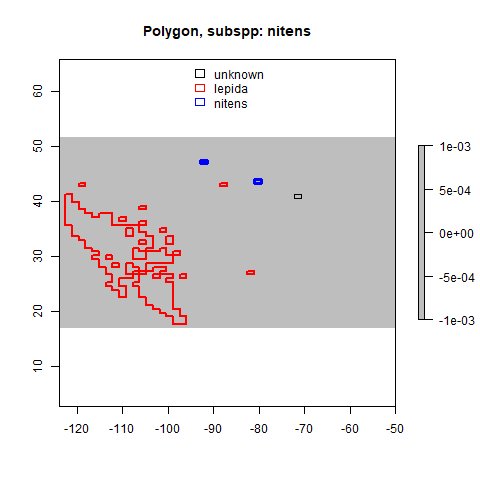 Polygon, subspp: nitens
unknown
lepida
nitens
60
50
40
30
20
10
-120 -110 -100 -90 -80 -70 -60 -50
1e-03
5e-04
0e+00
-5e-04
-1e-03